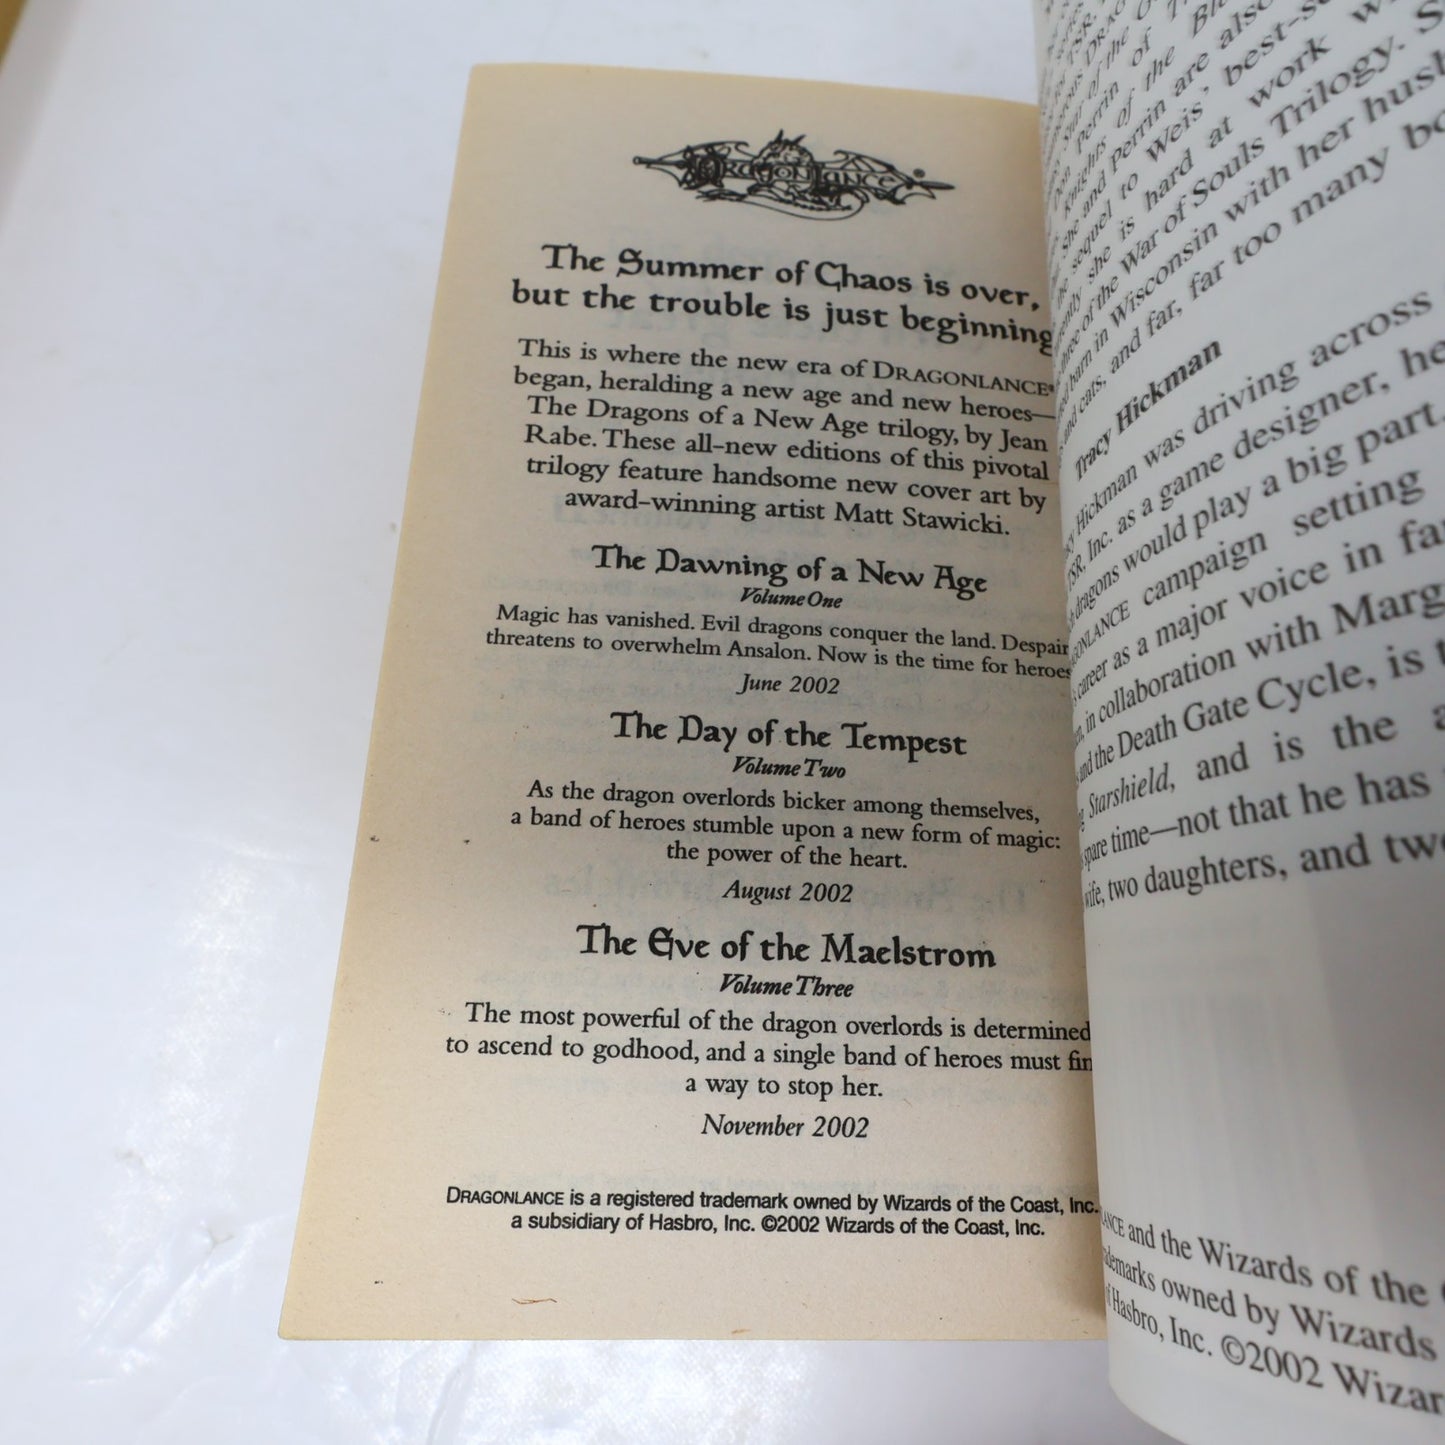 DRAGONLANCE®
The Summer of Chaos is over,
but the trouble is just beginning
This is where the new era of DRAGONLANCE®
began, heralding a new age and new heroes—
The Dragons of a New Age trilogy, by Jean
Rabe. These all-new editions of this pivotal
trilogy feature handsome new cover art by
award-winning artist Matt Stawicki.
The Dawning of a New Age
Volume One
Magic has vanished. Evil dragons conquer the land. Despair
threatens to overwhelm Ansalon. Now is the time for heroes
June 2002
The Day of the Tempest
Volume Two
As the dragon overlords bicker among themselves,
a band of heroes stumble upon a new form of magic:
the power of the heart.
August 2002
The Eve of the Maelstrom
Volume Three
The most powerful of the dragon overlords is determined
to ascend to godhood, and a single band of heroes must
a way to stop her.
November 2002
DRAGONLANCE is a registered trademark owned by Wizards of the Coast, Inc.
a subsidiary of Hasbro, Inc. ©2002 Wizards of the Coast, Inc.
Don Perrin of
Knights of the
she and Perrin are also
sequel to Weis' best-
she is hard at work
three of the War of Souls Trilogy.
barn in Wisconsin with her
and cats, and far, far too many
Tracy Hickman
Hickman was driving across
TSR, Inc. as a game designer,
dragons would play a big part.
campaign setting
career as a major voice in
in collaboration with
and the Death Gate Cycle, is
Starshield, and is the
spare time—not that he has
wife, two daughters, and
and the Wizards of the
owned by Wizards
of Hasbro, Inc. ©2002